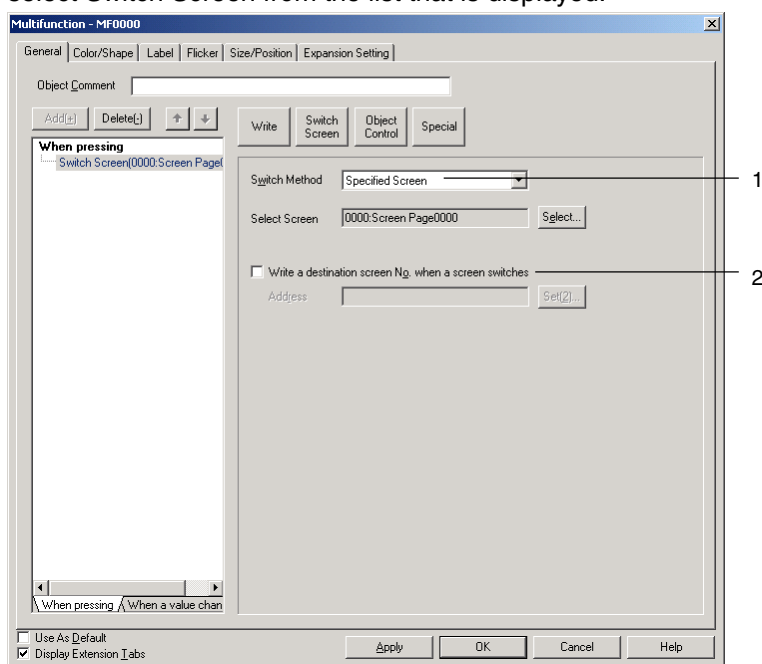 select Switch Screen from the list that is displayed.
Multifunction - MF0000
General Color/Shape Label Flicker Size/Position Expansion Setting
Object Comment
Add(+) Delete(-)
Write Switch Screen Object Control Special
When pressing
Switch Screen(0000:Screen Page(
Switch Method Specified Screen 1
Select Screen 0000:Screen Page0000 Select...
Write a destination screen No. when a screen switches 2
Address Set(2)...
When pressing When a value chan
Use As Default
Display Extension Tabs
Apply OK Cancel Help